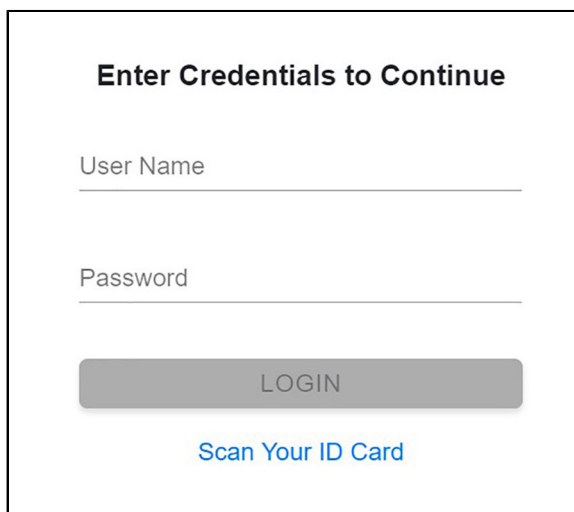 Enter Credentials to Continue
User Name
Password
LOGIN
Scan Your ID Card